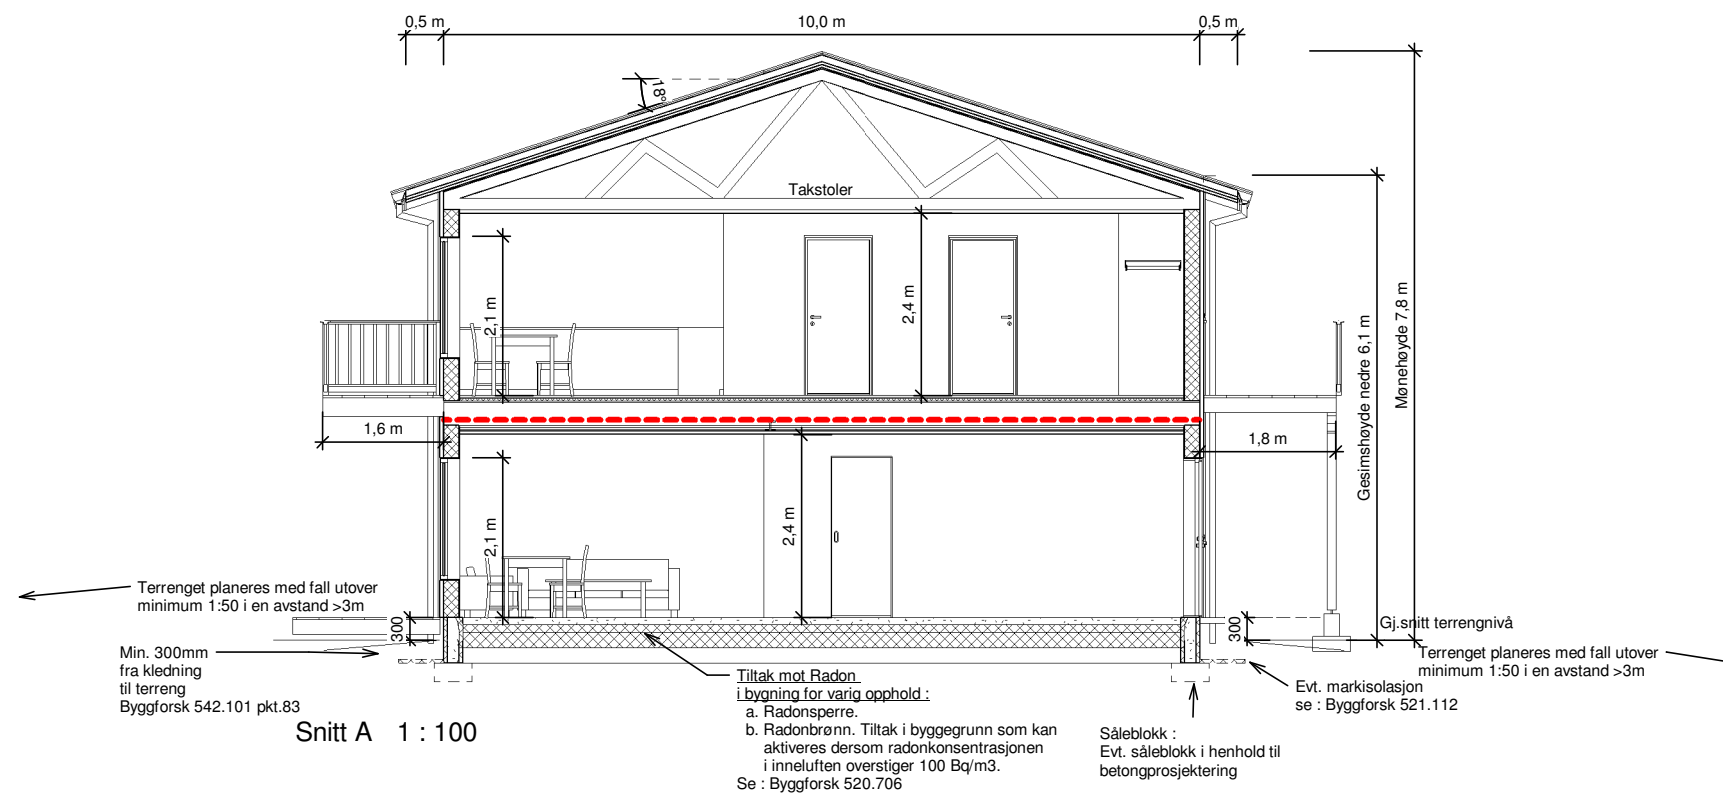 0,5 m
10,0 m
0,5 m
18°
Takstoler
2,1 m
2,4 m
Gesimshøyde nedre 6,1 m
Mønehøyde 7,8 m
1,6 m
1,8 m
2,1 m
2,4 m
Terrenget planeres med fall utover
minimum 1:50 i en avstand >3m
300
300
Gj.snitt terrengnivå
Min. 300mm
fra kledning
til terreng
Byggforsk 542.101 pkt.83
Terrenget planeres med fall utover
minimum 1:50 i en avstand >3m
Tiltak mot Radon
i bygning for varig opphold :
a. Radonsperre.
b. Radonbrønn. Tiltak i byggegrunn som kan
aktiveres dersom radonkonsentrasjonen
i inneluften overstiger 100 Bq/m3.
Se : Byggforsk 520.706
Evt. markisolasjon
se : Byggforsk 521.112
Såleblokk :
Evt. såleblokk i henhold til
betongprosjektering
Snitt A 1 : 100